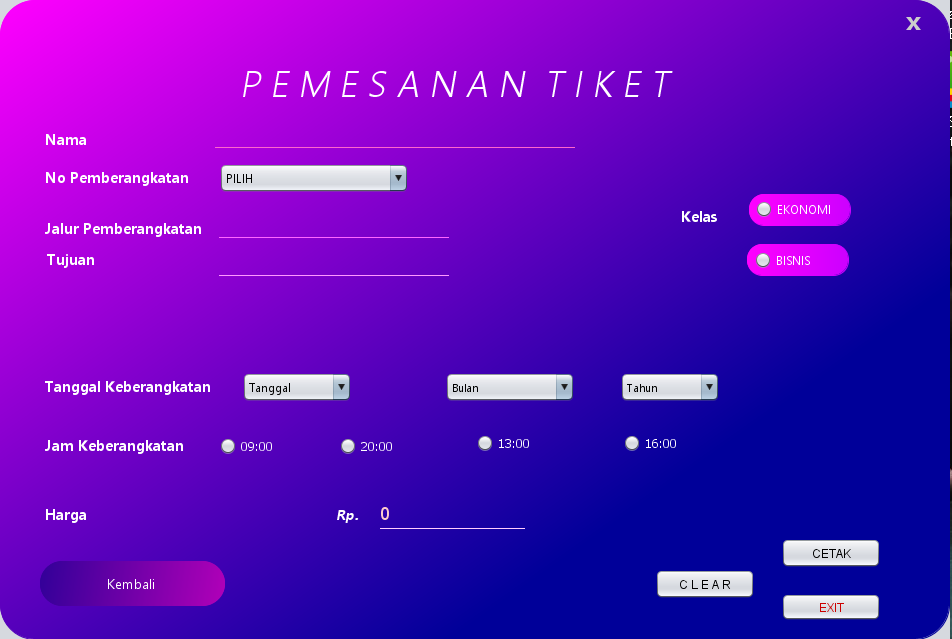 X
PEMESANAN TIKET
Nama
No Pemberangkatan PILIH
Kelas EKONOMI
Jalur Pemberangkatan
Tujuan BISNIS
Tanggal Keberangkatan Tanggal Bulan Tahun
Jam Keberangkatan 09:00 20:00 13:00 16:00
Harga Rp. 0
CETAK
Kembali CLEAR
EXIT